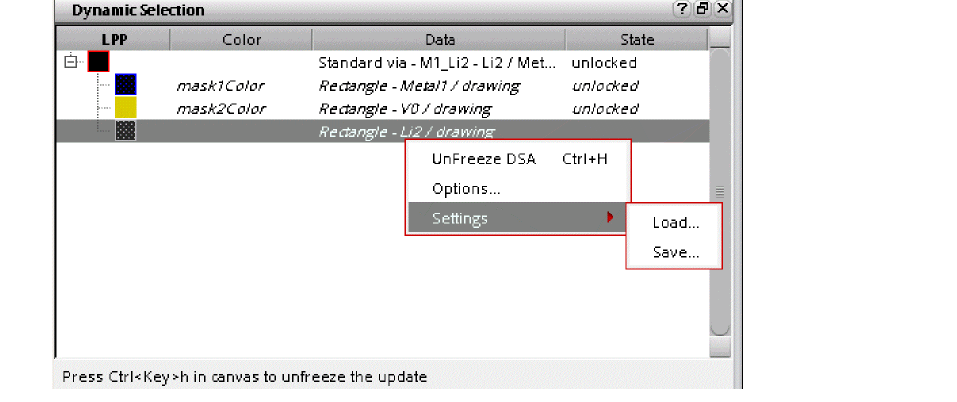 Dynamic Selection
LPP Color Data State
Standard via - M1_Li2 - Li2 / Met... unlocked
mask1Color Rectangle - Metal1 / drawing unlocked
mask2Color Rectangle - V0 / drawing unlocked
Rectangle - Li2 / drawing
UnFreeze DSA Ctrl+H
Options...
Settings
Load...
Save...
Press Ctrl<Key>h in canvas to unfreeze the update